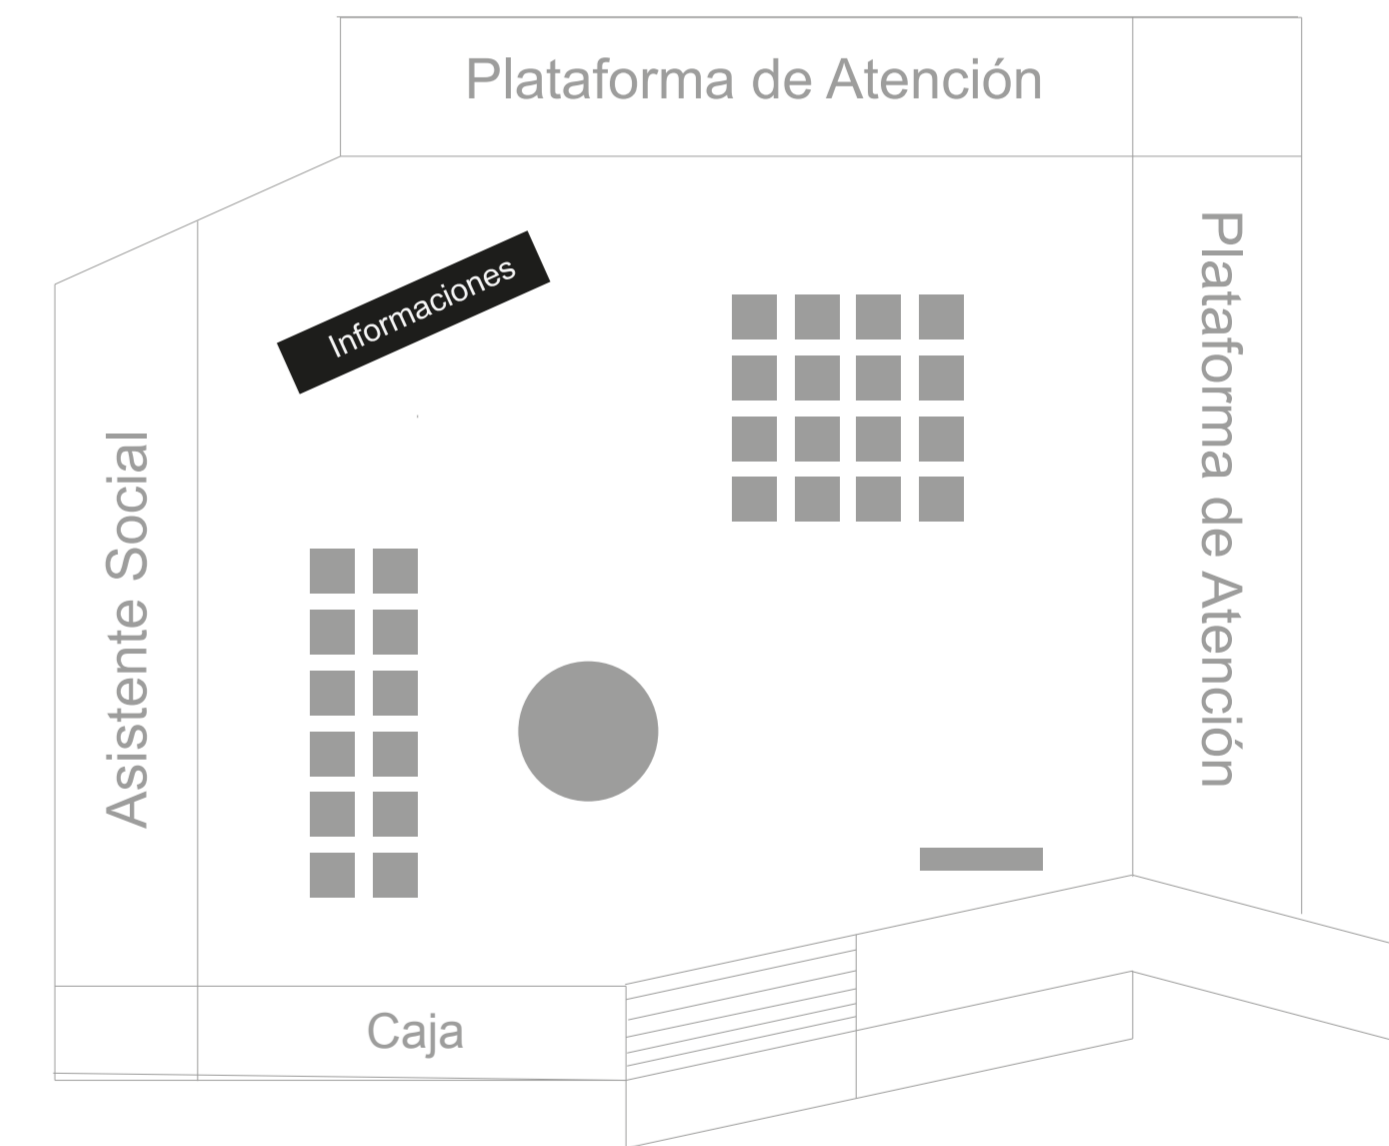 Plataforma de Atención
Informaciones
Plataforma de Atención
Asistente Social
Caja